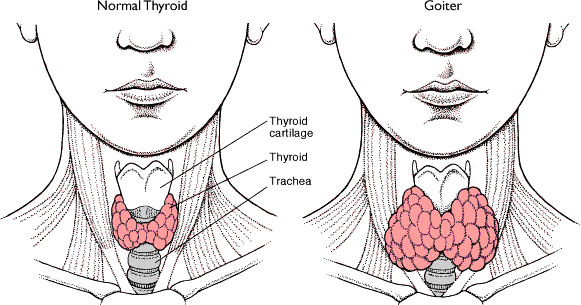 Normal Thyroid
Goiter
Thyroid
cartilage
Thyroid
Trachea